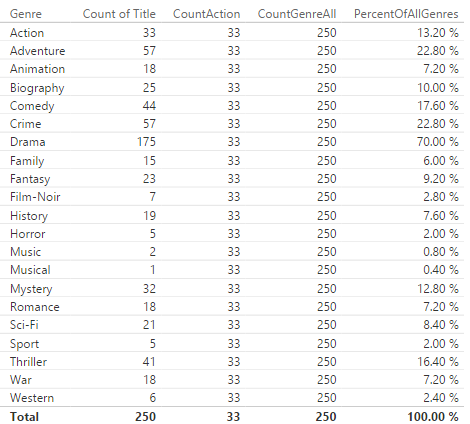 Genre Count of Title CountAction CountGenreAll PercentOfAllGenres
Action 33 33 250 13.20 %
Adventure 57 33 250 22.80 %
Animation 18 33 250 7.20 %
Biography 25 33 250 10.00 %
Comedy 44 33 250 17.60 %
Crime 57 33 250 22.80 %
Drama 175 33 250 70.00 %
Family 15 33 250 6.00 %
Fantasy 23 33 250 9.20 %
Film-Noir 7 33 250 2.80 %
History 19 33 250 7.60 %
Horror 5 33 250 2.00 %
Music 2 33 250 0.80 %
Musical 1 33 250 0.40 %
Mystery 32 33 250 12.80 %
Romance 18 33 250 7.20 %
Sci-Fi 21 33 250 8.40 %
Sport 5 33 250 2.00 %
Thriller 41 33 250 16.40 %
War 18 33 250 7.20 %
Western 6 33 250 2.40 %
Total 250 33 250 100.00 %